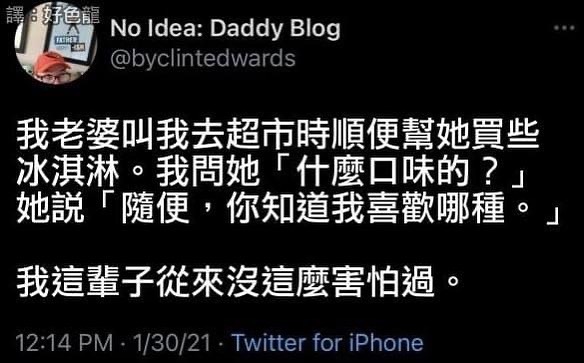 譯：好色龍
No Idea: Daddy Blog
@byclintedwards
FATHER
-ISH
我老婆叫我去超市時順便幫她買些
冰淇淋。我問她「什麼口味的？」
她說「隨便，你知道我喜歡哪種。」
我這輩子從來沒這麼害怕過。
12:14 PM · 1/30/21 · Twitter for iPhone